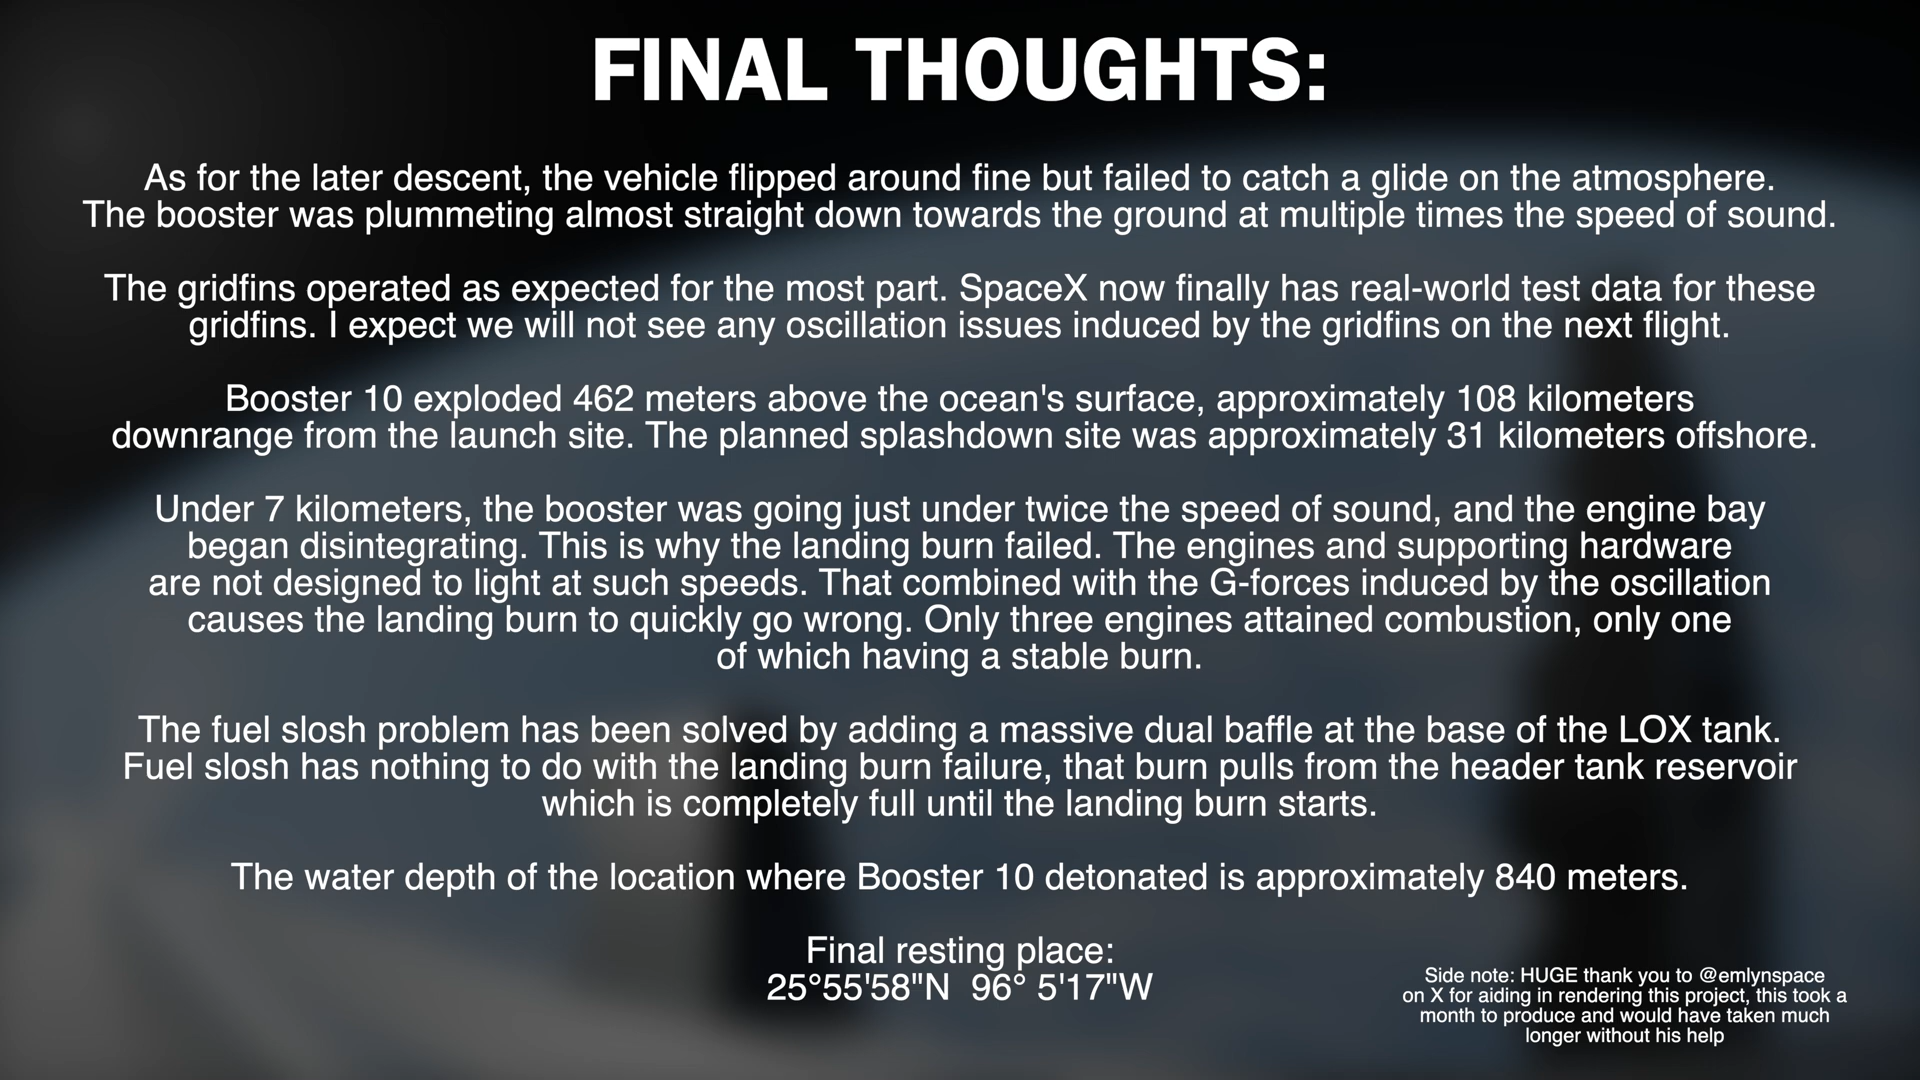 FINAL THOUGHTS:
As for the later descent, the vehicle flipped around fine but failed to catch a glide on the atmosphere.
The booster was plummeting almost straight down towards the ground at multiple times the speed of sound.
The gridfins operated as expected for the most part. SpaceX now finally has real-world test data for these
gridfins. I expect we will not see any oscillation issues induced by the gridfins on the next flight.
Booster 10 exploded 462 meters above the ocean's surface, approximately 108 kilometers
downrange from the launch site. The planned splashdown site was approximately 31 kilometers offshore.
Under 7 kilometers, the booster was going just under twice the speed of sound, and the engine bay
began disintegrating. This is why the landing burn failed. The engines and supporting hardware
are not designed to light at such speeds. That combined with the G-forces induced by the oscillation
causes the landing burn to quickly go wrong. Only three engines attained combustion, only one
of which having a stable burn.
The fuel slosh problem has been solved by adding a massive dual baffle at the base of the LOX tank.
Fuel slosh has nothing to do with the landing burn failure, that burn pulls from the header tank reservoir
which is completely full until the landing burn starts.
The water depth of the location where Booster 10 detonated is approximately 840 meters.
Final resting place:
25°55'58"N  96° 5'17"W
Side note: HUGE thank you to @emlynspace
on X for aiding in rendering this project, this took a
month to produce and would have taken much
longer without his help